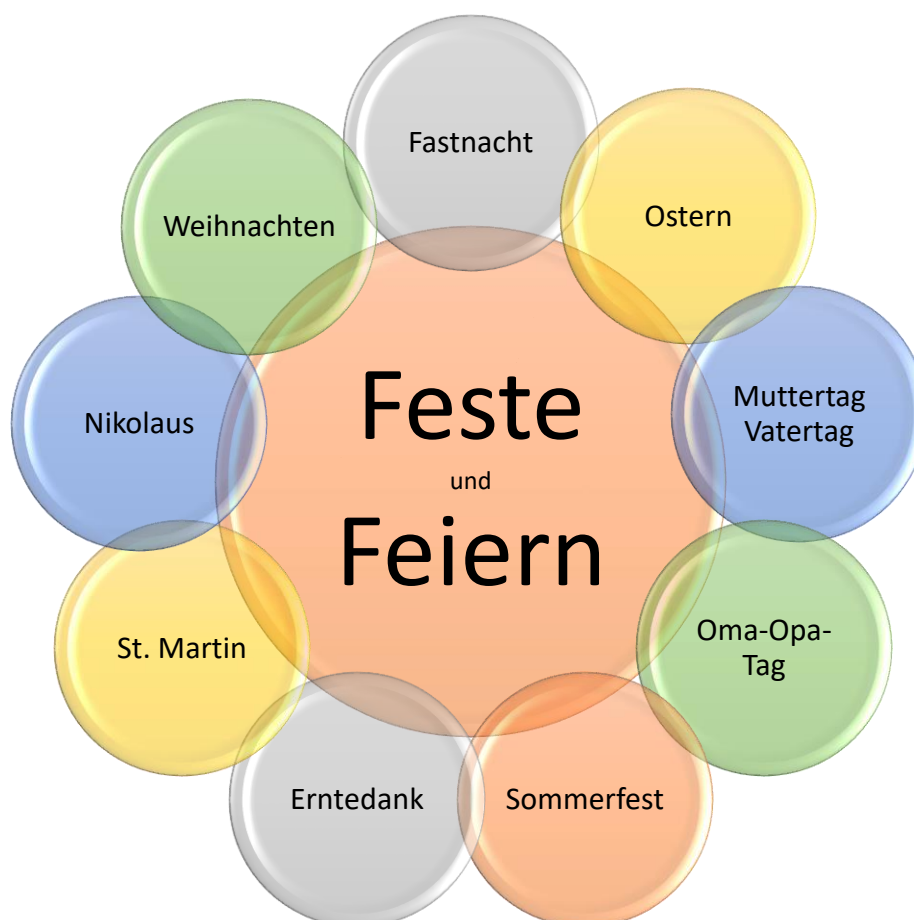 Fastnacht
Ostern
Weihnachten
Muttertag
Vatertag
Nikolaus
Feste
und
Feiern
Oma-Opa-
Tag
St. Martin
Sommerfest
Erntedank